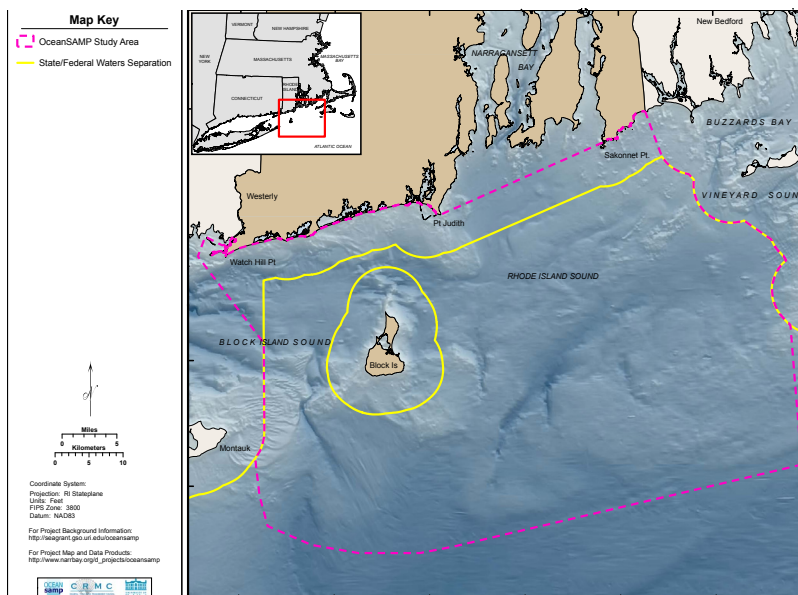 Map Key
OceanSAMP Study Area
State/Federal Waters Separation
Miles
0 5
Kilometers
0 5 10
Coordinate System:
Projection: RI Stateplane
Units: Feet
FIPS Zone: 3800
Datum: NAD83
For Project Background Information:
http://seagrant.gso.uri.edu/oceansamp
For Project Map and Data Products:
http://www.narrbay.org/d_projects/oceansamp
OCEAN
samp
CRMC
VERMONT
NEW HAMPSHIRE
NEW
YORK
MASSACHUSETTS
MASSACHUSETTS
BAY
CONNECTICUT
RHODE
ISLAND
ATLANTIC OCEAN
New Bedford
NARRAGANSETT
BAY
BUZZARDS BAY
Sakonnet Pt.
VINEYARD SOUN
Westerly
Pt Judith
Watch Hill Pt.
RHODE ISLAND SOUND
BLOCK ISLAND SOUND
Block Is
Montauk